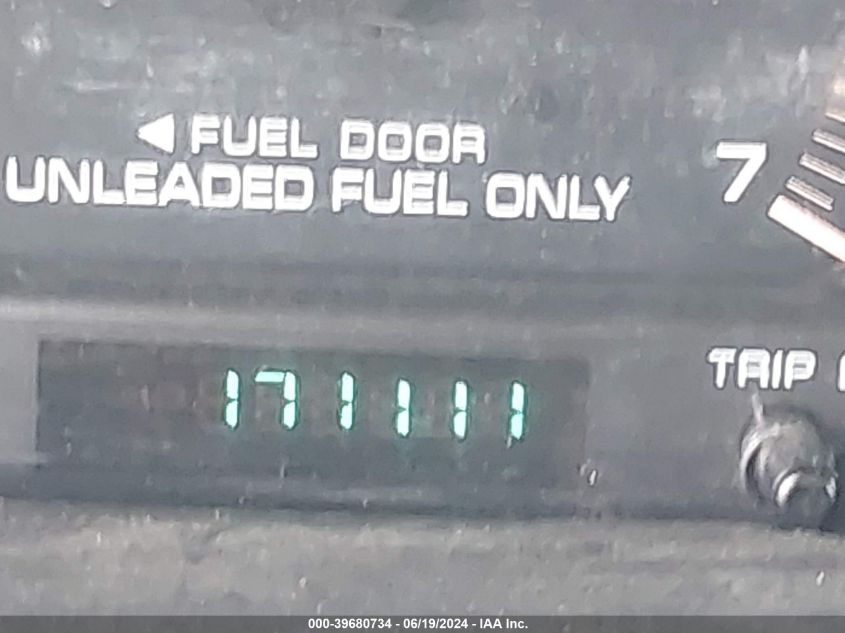 ◄ FUEL DOOR
UNLEADED FUEL ONLY
7
171111
TRIP
000-39680734 - 06/19/2024 - IAA Inc.